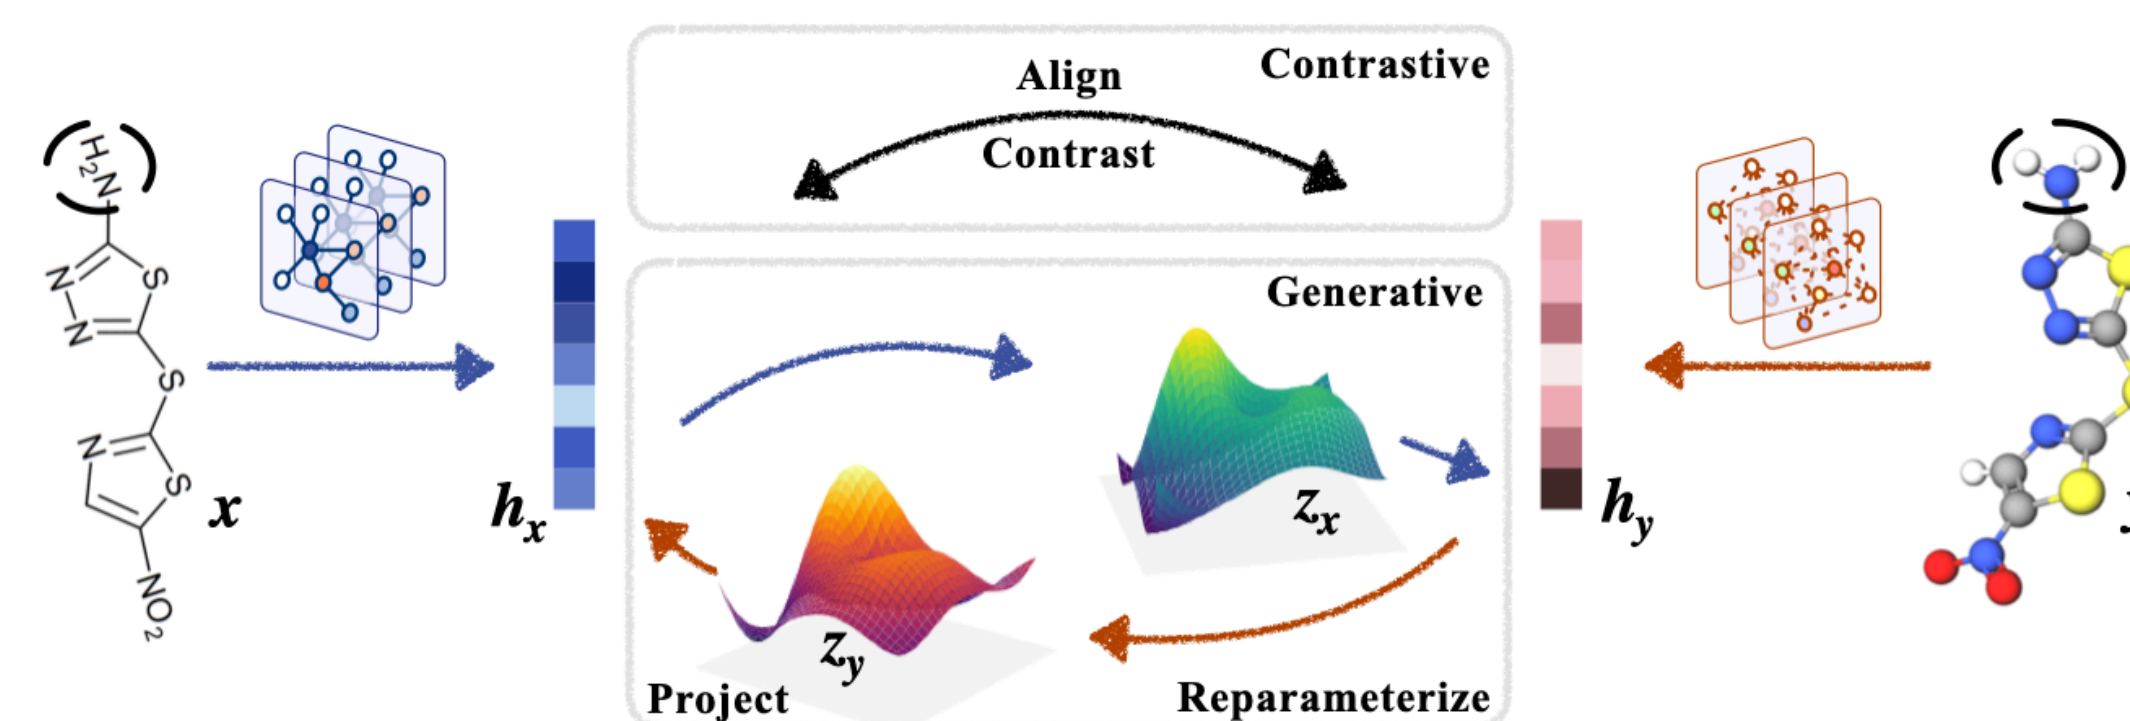 Contrastive
Align
Contrast
H2N
N
S
N
S
N
S
NO2
x
hx
Generative
zx
zy
Project
Reparameterize
hy